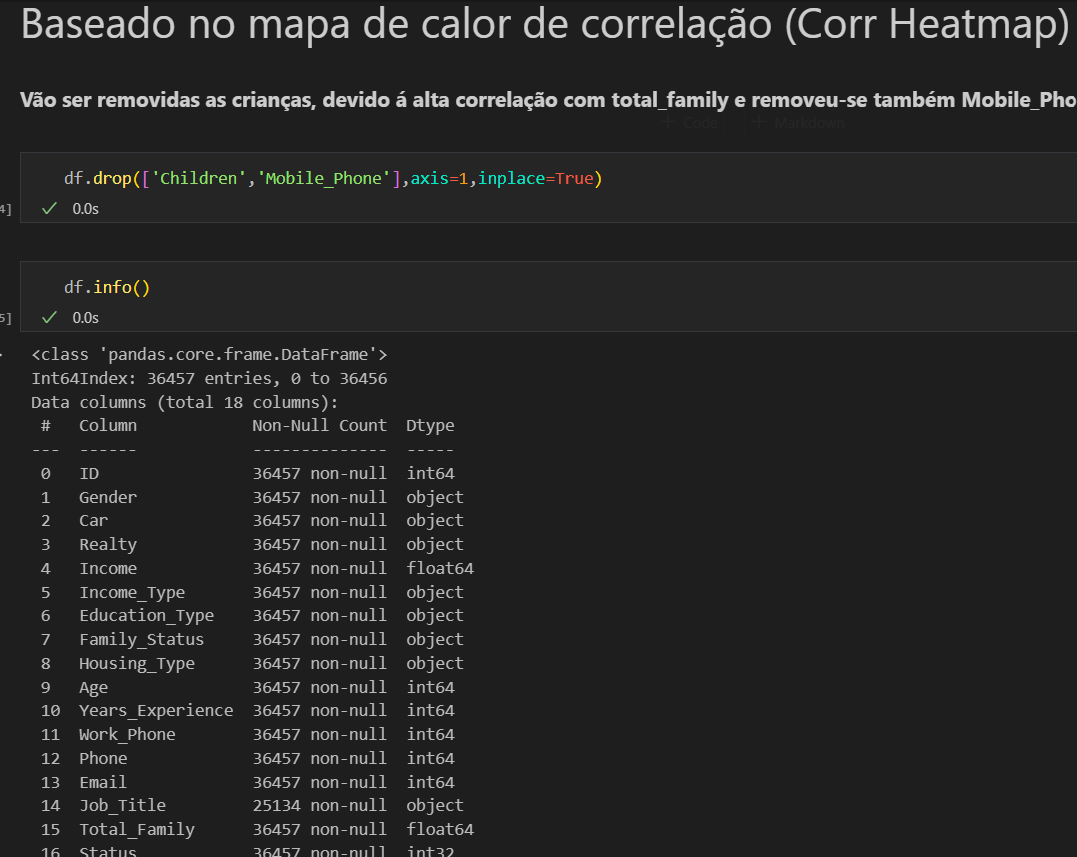 Baseado no mapa de calor de correlação (Corr Heatmap)
Vão ser removidas as crianças, devido á alta correlação com total_family e removeu-se também Mobile_Pho
+ Code + Markdown
df.drop(['Children','Mobile_Phone'],axis=1,inplace=True)
4]
✓ 0.0s
df.info()
5]
✓ 0.0s
<class 'pandas.core.frame.DataFrame'>
Int64Index: 36457 entries, 0 to 36456
Data columns (total 18 columns):
 #   Column            Non-Null Count  Dtype
---  ------            --------------  -----
 0   ID                36457 non-null  int64
 1   Gender            36457 non-null  object
 2   Car               36457 non-null  object
 3   Realty            36457 non-null  object
 4   Income            36457 non-null  float64
 5   Income_Type       36457 non-null  object
 6   Education_Type    36457 non-null  object
 7   Family_Status     36457 non-null  object
 8   Housing_Type      36457 non-null  object
 9   Age               36457 non-null  int64
 10  Years_Experience  36457 non-null  int64
 11  Work_Phone        36457 non-null  int64
 12  Phone             36457 non-null  int64
 13  Email             36457 non-null  int64
 14  Job_Title         25134 non-null  object
 15  Total_Family      36457 non-null  float64
 16  Status            36457 non-null  int32